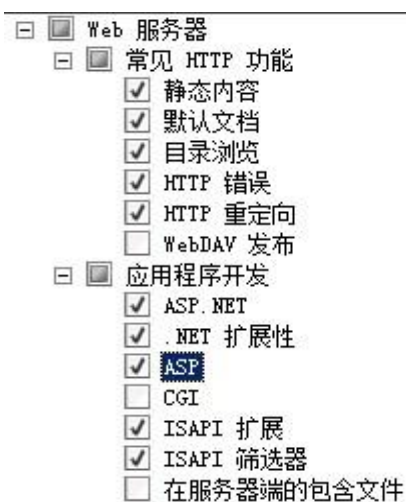 Web 服务器
常见 HTTP 功能
静态内容
默认文档
目录浏览
HTTP 错误
HTTP 重定向
WebDAV 发布
应用程序开发
ASP.NET
.NET 扩展性
ASP
CGI
ISAPI 扩展
ISAPI 筛选器
在服务器端的包含文件